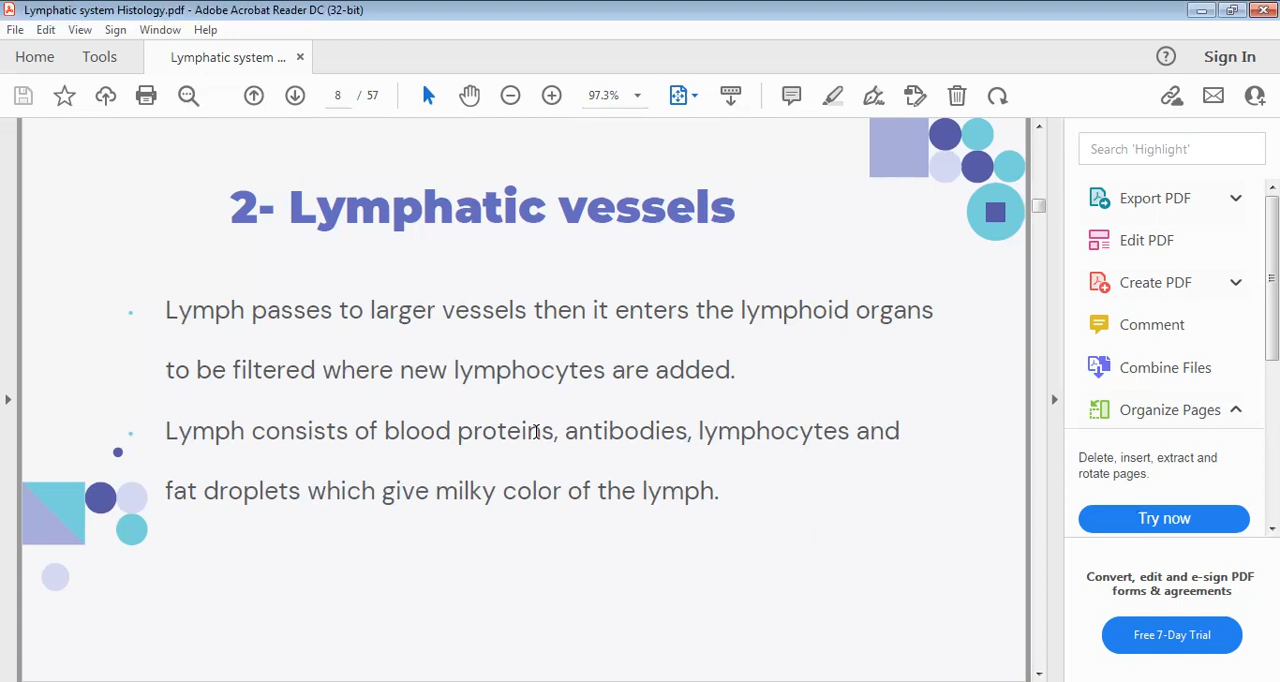 Lymphatic system Histology.pdf - Adobe Acrobat Reader DC (32-bit)
File Edit View Sign Window Help
Home Tools Lymphatic system ... × Sign In
8 / 57 97.3%
2- Lymphatic vessels
• Lymph passes to larger vessels then it enters the lymphoid organs
to be filtered where new lymphocytes are added.
• Lymph consists of blood proteins, antibodies, lymphocytes and
fat droplets which give milky color of the lymph.
Search 'Highlight'
Export PDF
Edit PDF
Create PDF
Comment
Combine Files
Organize Pages
Delete, insert, extract and
rotate pages.
Try now
Convert, edit and e-sign PDF
forms & agreements
Free 7-Day Trial